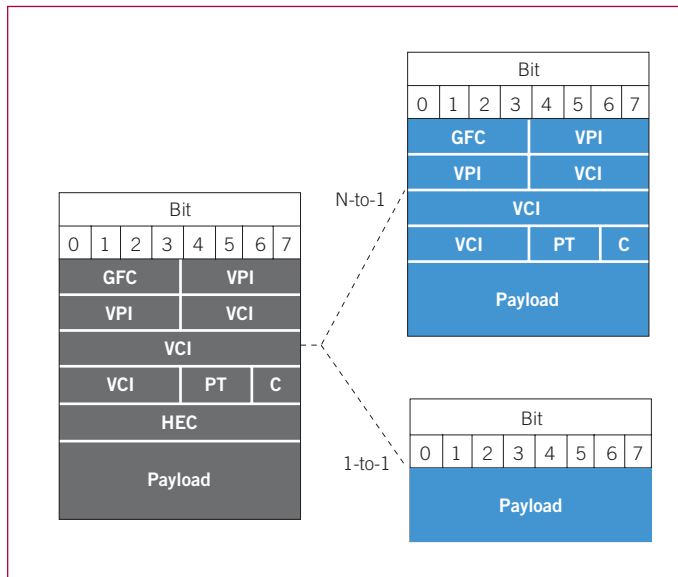 Bit
0 1 2 3 4 5 6 7
GFC VPI
VPI VCI
VCI
VCI PT C
HEC
Payload
N-to-1
1-to-1
Bit
0 1 2 3 4 5 6 7
GFC VPI
VPI VCI
VCI
VCI PT C
Payload
Bit
0 1 2 3 4 5 6 7
Payload